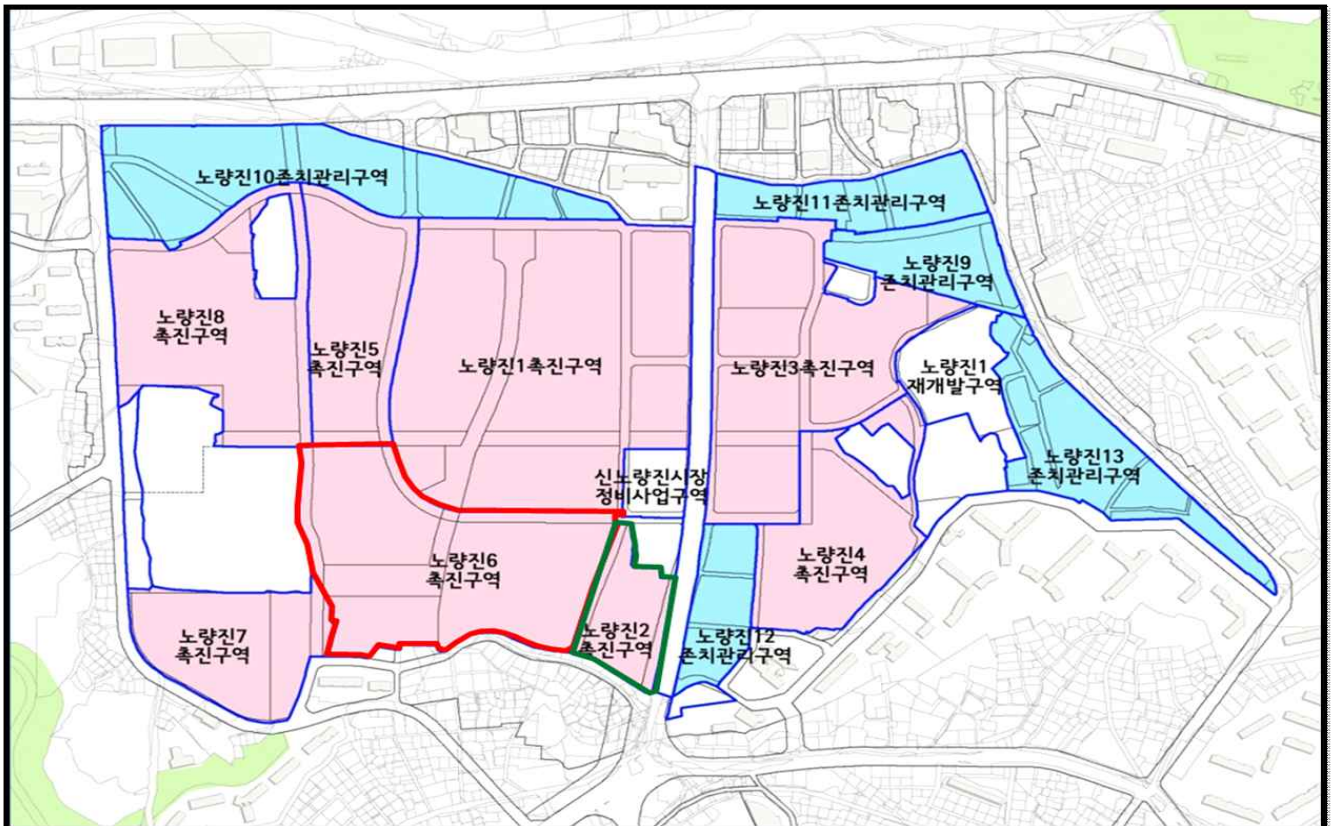 노량진10존치관리구역
노량진11존치관리구역
노량진9
존치관리구역
노량진8
촉진구역
노량진5
촉진구역
노량진1촉진구역
노량진3촉진구역
노량진1
재개발구역
신노량진시장
정비사업구역
노량진13
존치관리구역
노량진6
촉진구역
노량진4
촉진구역
노량진7
촉진구역
노량진2
촉진구역
노량진12
존치관리구역